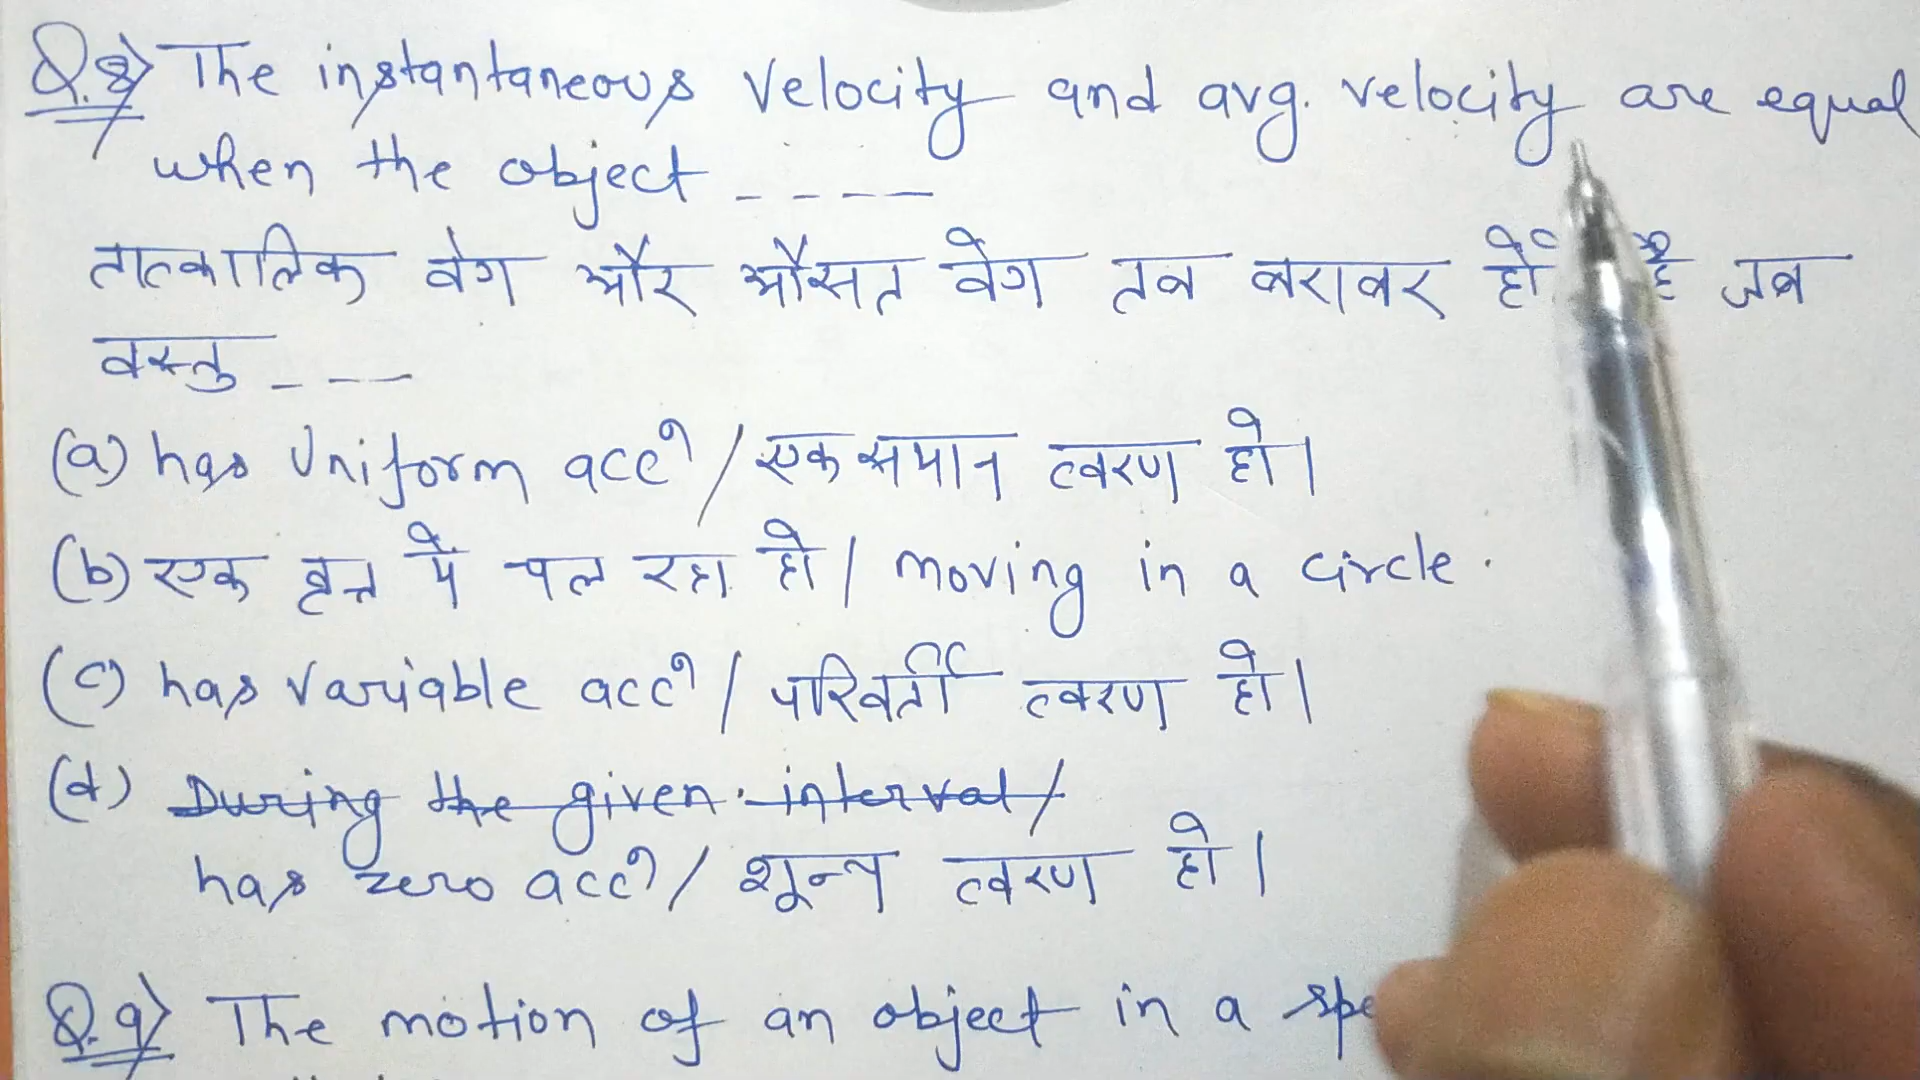 Q.8) The instantaneous velocity and avg. velocity are equal
when the object - - - -
तात्कालिक वेग और औसत वेग तब बराबर है जब
वस्तु - - -
(a) has Uniform accⁿ / एकसमान त्वरण हो।
(b) एक वृत्त में चल रहा हो / moving in a circle.
(c) has variable accⁿ / परिवर्ती त्वरण हो।
(d) During the given interval /
has zero accⁿ / शून्य त्वरण हो।
Q.9) The motion of an object in a